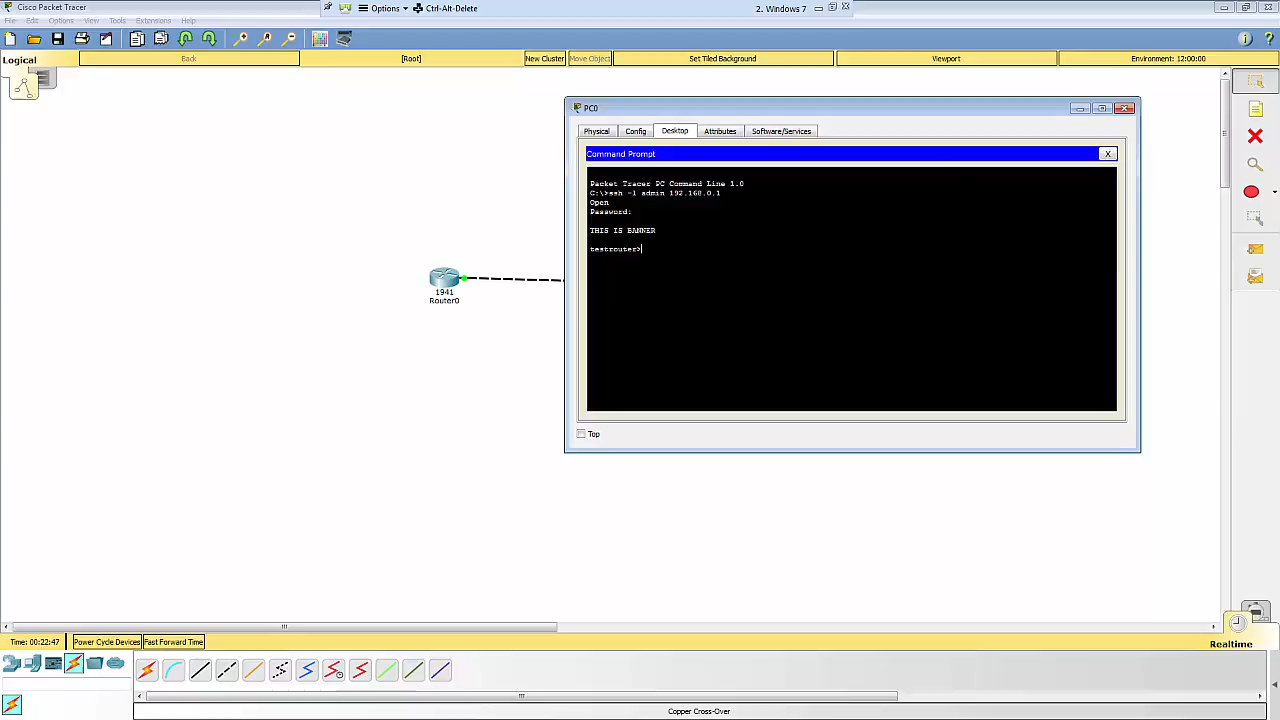 Cisco Packet Tracer
Options
Ctrl-Alt-Delete
2. Windows 7
File Edit Options View Tools Extensions Help
Logical
Back
[Root]
New Cluster
Move Object
Set Tiled Background
Viewport
Environment: 12:00:00
PC0
Physical
Config
Desktop
Attributes
Software/Services
Command Prompt
X
Packet Tracer PC Command Line 1.0
C:\>ssh -l admin 192.168.0.1
Open
Password:
THIS IS BANNER
testrouter>
1941
Router0
Top
Time: 00:22:47
Power Cycle Devices
Fast Forward Time
Realtime
Copper Cross-Over